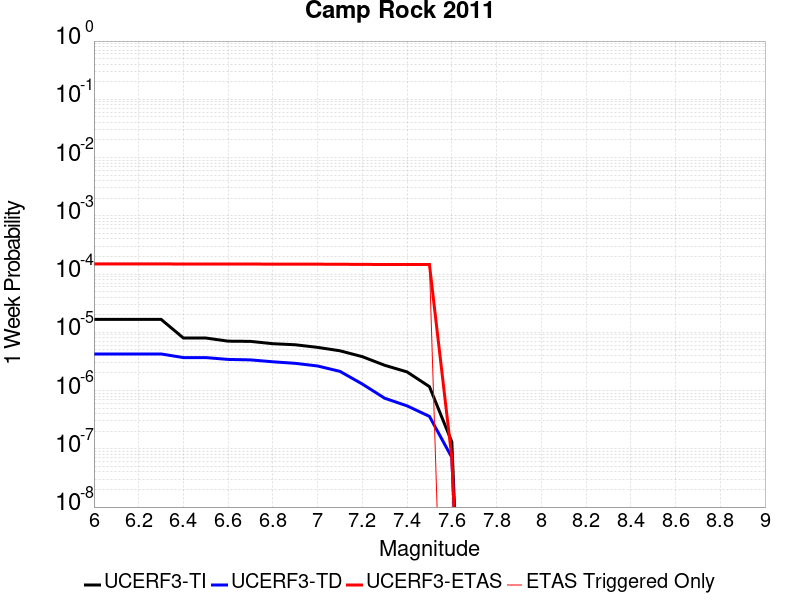 Camp Rock 2011
10^0
10^-1
10^-2
10^-3
10^-4
10^-5
10^-6
10^-7
10^-8
1 Week Probability
6 6.2 6.4 6.6 6.8 7 7.2 7.4 7.6 7.8 8 8.2 8.4 8.6 8.8 9
Magnitude
UCERF3-TI UCERF3-TD UCERF3-ETAS ETAS Triggered Only